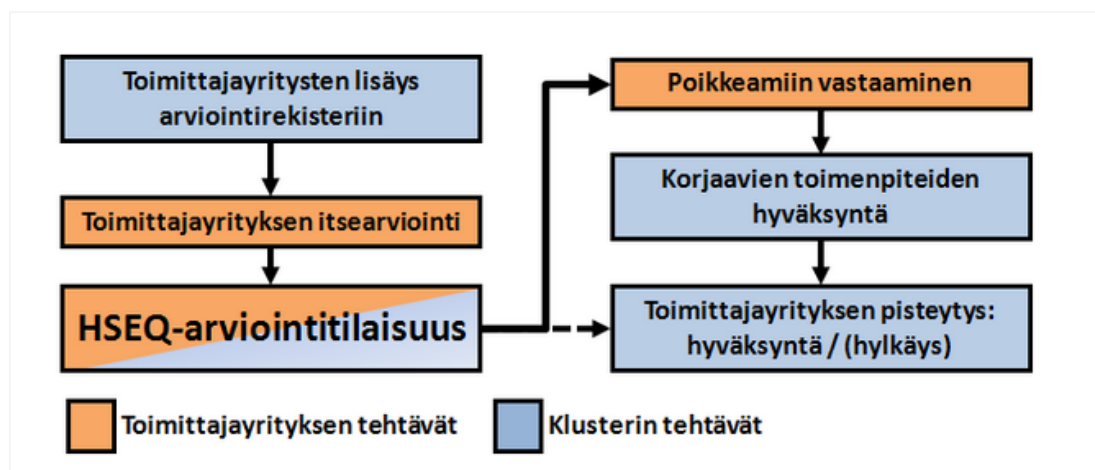 Toimittajayritysten lisäys
arviointirekisteriin
Toimittajayrityksen itsearviointi
HSEQ-arviointitilaisuus
Poikkeamiin vastaaminen
Korjaavien toimenpiteiden
hyväksyntä
Toimittajayrityksen pisteytys:
hyväksyntä / (hylkäys)
Toimittajayrityksen tehtävät
Klusterin tehtävät